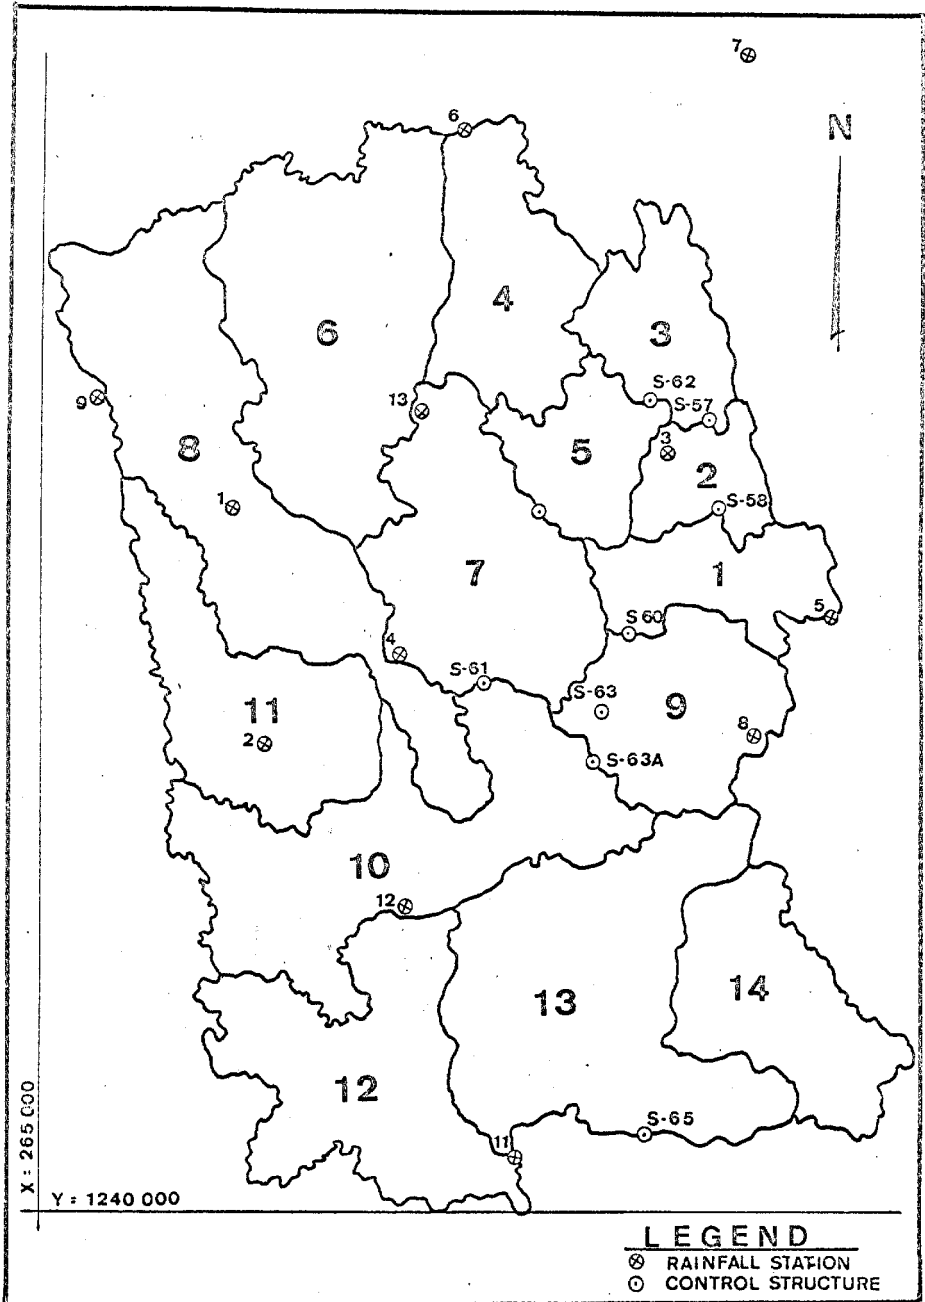 7
6
N
4
6
3
S-62
13
S-57
9
3
8
5
2
1
S-58
7
1
5
S 60
4
S-61
S-63
11
9
2
8
S-63A
10
12
14
13
12
S-65
11
X : 265 000
Y = 1240 000
LEGEND
RAINFALL STATION
CONTROL STRUCTURE